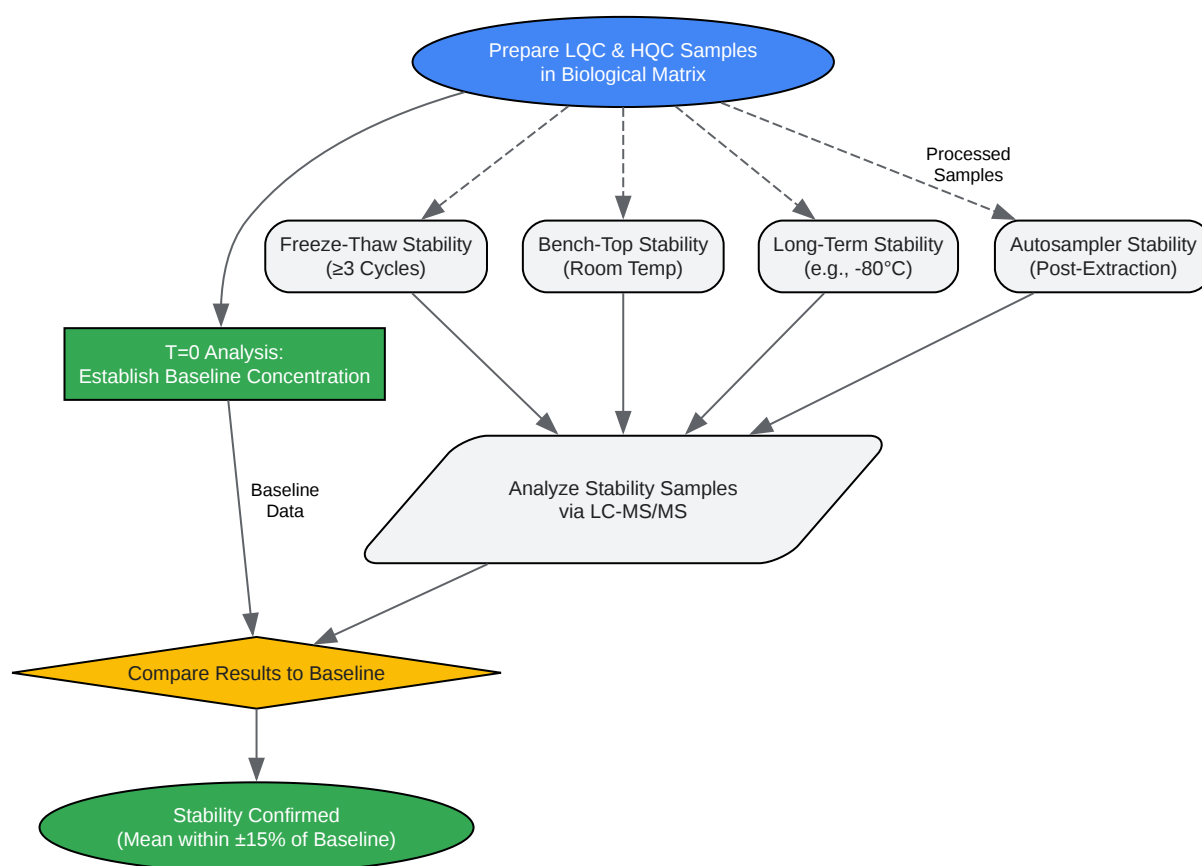 Prepare LQC & HQC Samples
in Biological Matrix
Processed
Samples
Freeze-Thaw Stability
(≥3 Cycles)
Bench-Top Stability
(Room Temp)
Long-Term Stability
(e.g., -80°C)
Autosampler Stability
(Post-Extraction)
T=0 Analysis:
Establish Baseline Concentration
Analyze Stability Samples
via LC-MS/MS
Baseline
Data
Compare Results to Baseline
Stability Confirmed
(Mean within ±15% of Baseline)